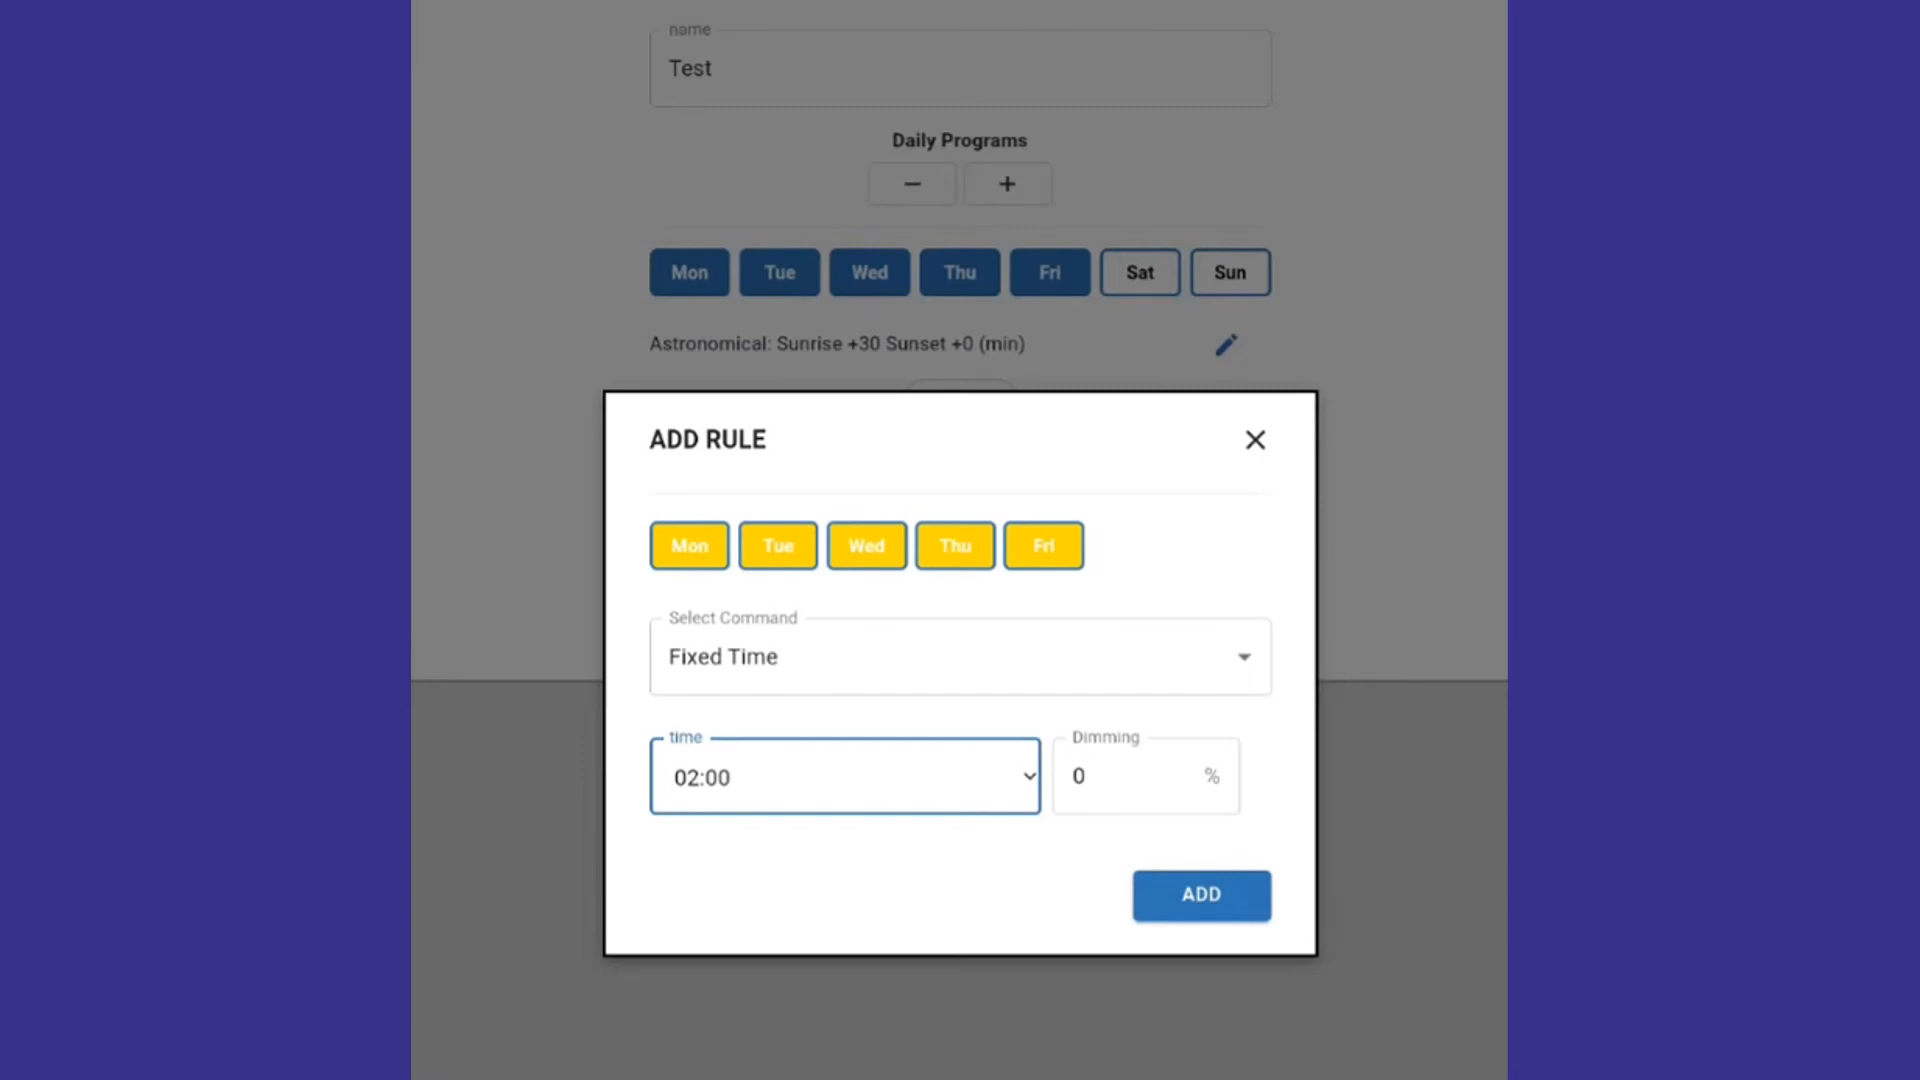 name
Test
Daily Programs
− +
Mon Tue Wed Thu Fri Sat Sun
Astronomical: Sunrise +30 Sunset +0 (min)
ADD RULE
Mon Tue Wed Thu Fri
Select Command
Fixed Time
time Dimming
02:00 0 %
ADD